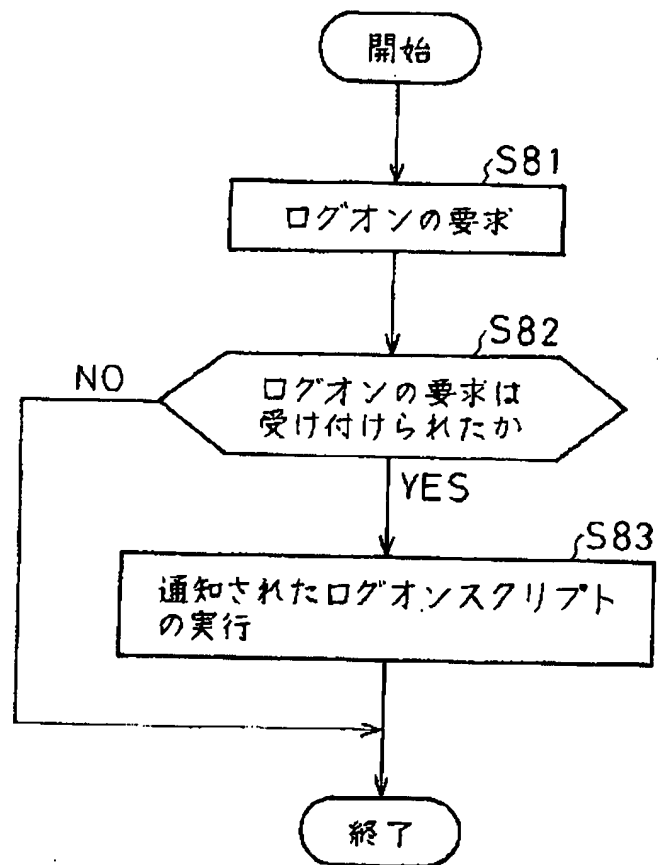 開始
S81
ログオンの要求
S82
NO
ログオンの要求は
受け付けられたか
YES
S83
通知されたログオンスクリプト
の実行
終了